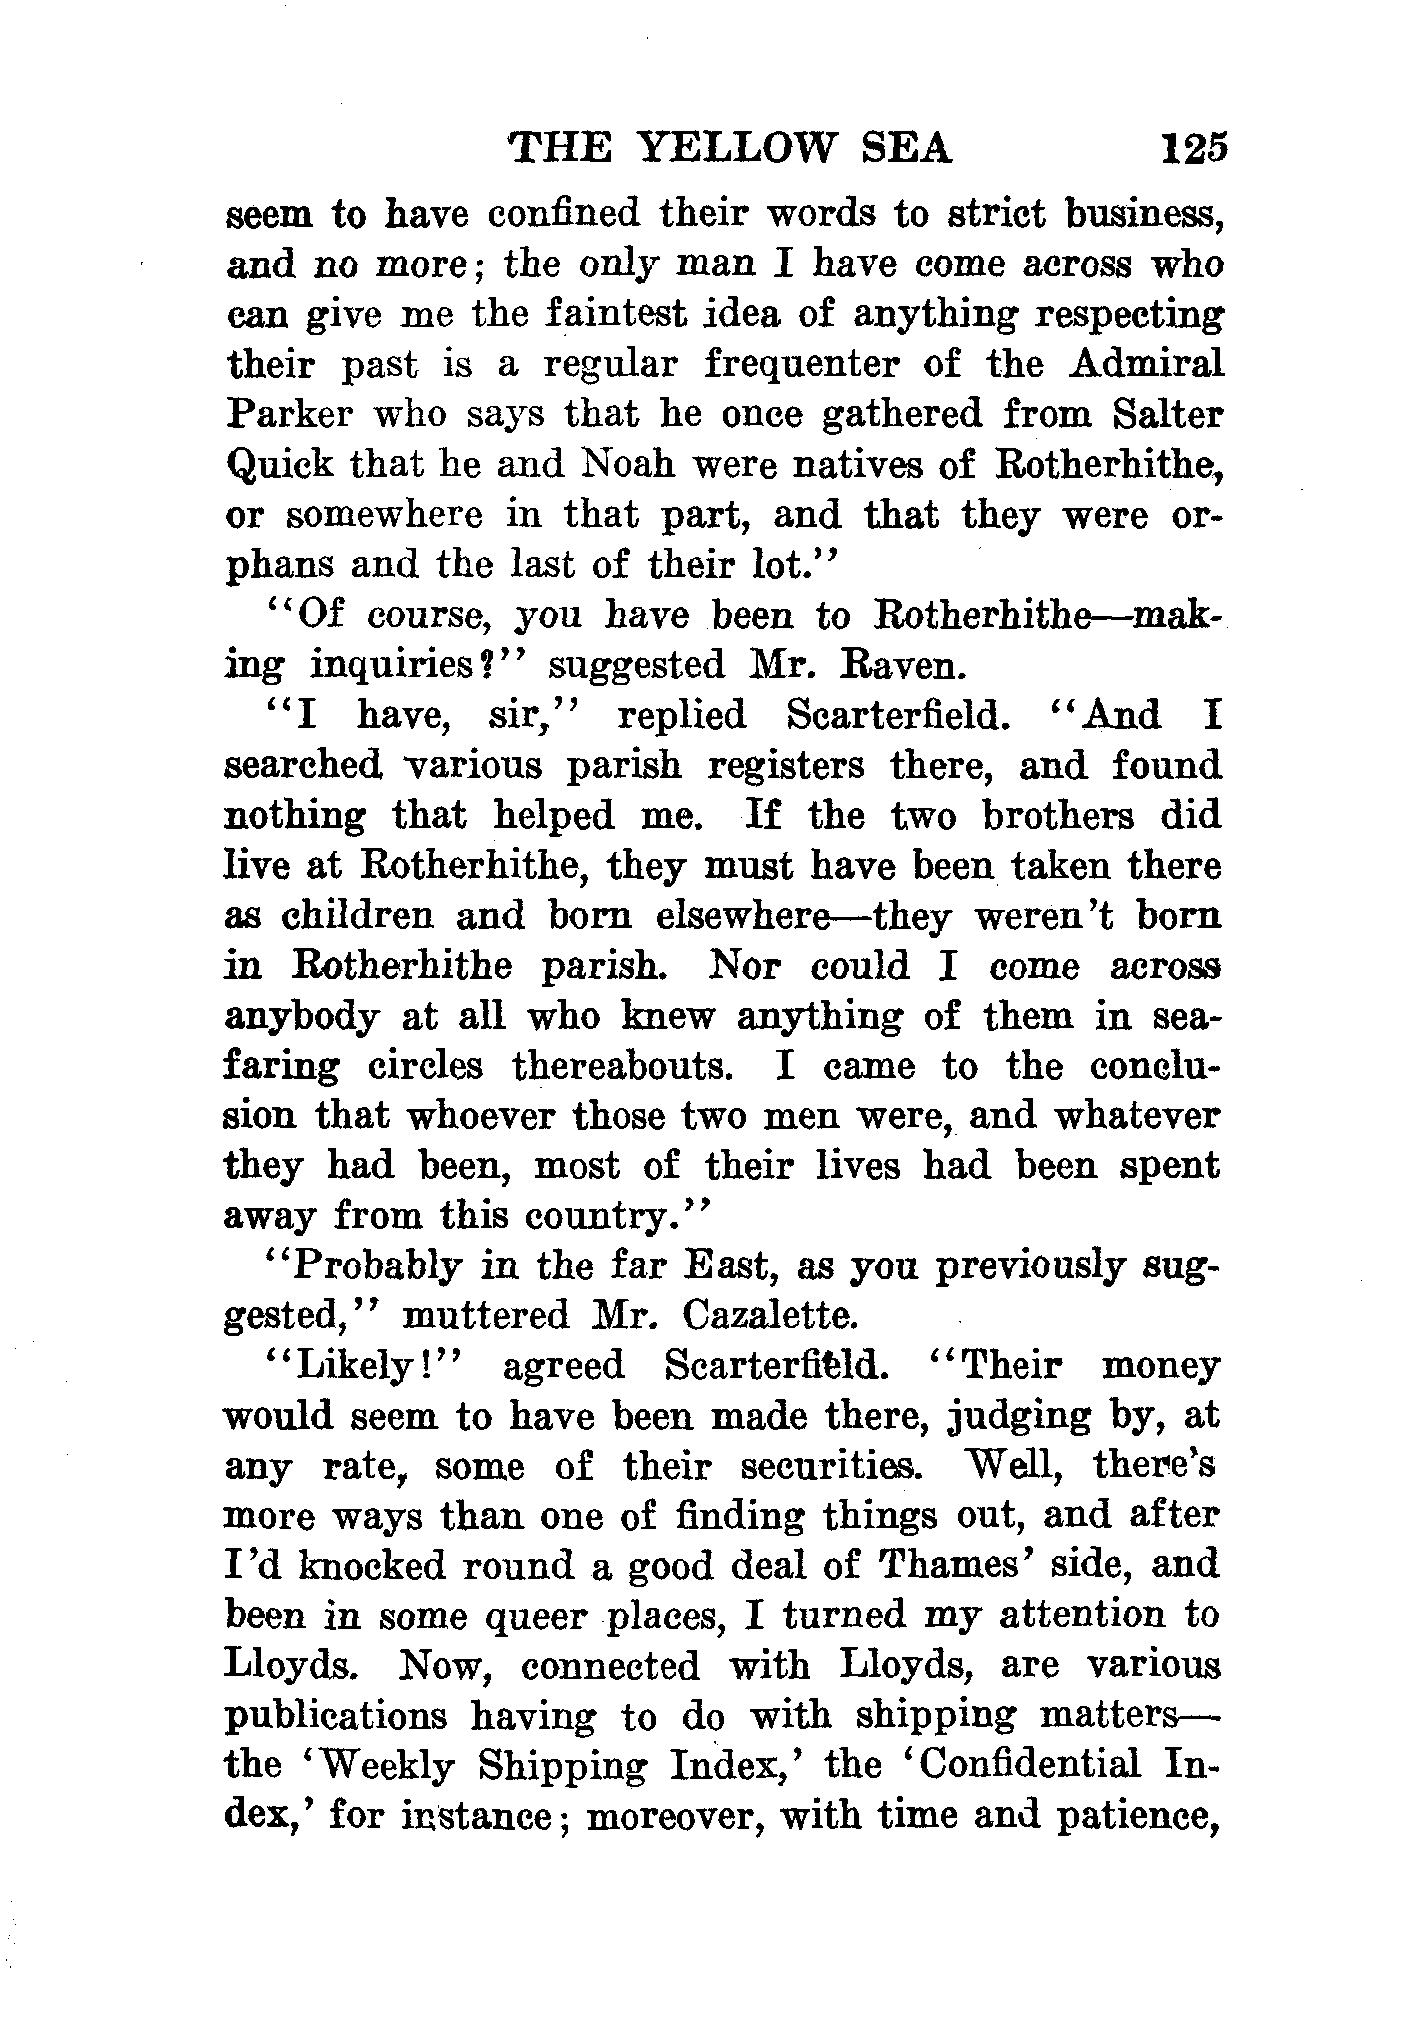 THE YELLOW SEA 125
seem to have confined their words to strict business,
and no more; the only man I have come across who
can give me the faintest idea of anything respecting
their past is a regular frequenter of the Admiral
Parker who says that he once gathered from Salter
Quick that he and Noah were natives of Rotherhithe,
or somewhere in that part, and that they were or-
phans and the last of their lot."
"Of course, you have been to Rotherhithe—mak-
ing inquiries?" suggested Mr. Raven.
"I have, sir," replied Scarterfield. "And I
searched various parish registers there, and found
nothing that helped me. If the two brothers did
live at Rotherhithe, they must have been taken there
as children and born elsewhere—they weren't born
in Rotherhithe parish. Nor could I come across
anybody at all who knew anything of them in sea-
faring circles thereabouts. I came to the conclu-
sion that whoever those two men were, and whatever
they had been, most of their lives had been spent
away from this country."
"Probably in the far East, as you previously sug-
gested," muttered Mr. Cazalette.
"Likely!" agreed Scarterfield. "Their money
would seem to have been made there, judging by, at
any rate, some of their securities. Well, there's
more ways than one of finding things out, and after
I'd knocked round a good deal of Thames' side, and
been in some queer places, I turned my attention to
Lloyds. Now, connected with Lloyds, are various
publications having to do with shipping matters—
the 'Weekly Shipping Index,' the 'Confidential In-
dex,' for instance; moreover, with time and patience,